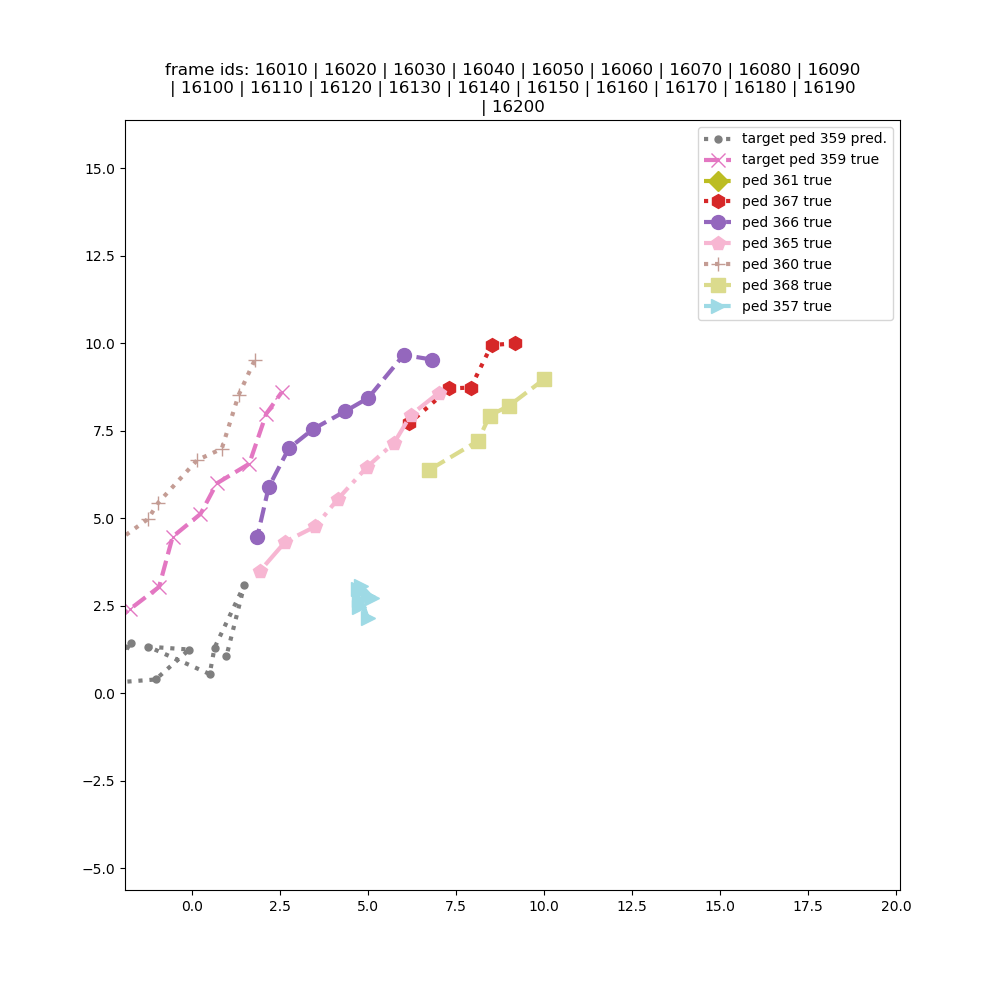 frame ids: 16010 | 16020 | 16030 | 16040 | 16050 | 16060 | 16070 | 16080 | 16090
| 16100 | 16110 | 16120 | 16130 | 16140 | 16150 | 16160 | 16170 | 16180 | 16190
| 16200
target ped 359 pred.
target ped 359 true
ped 361 true
ped 367 true
ped 366 true
ped 365 true
ped 360 true
ped 368 true
ped 357 true
15.0
12.5
10.0
7.5
5.0
2.5
0.0
−2.5
−5.0
0.0 2.5 5.0 7.5 10.0 12.5 15.0 17.5 20.0